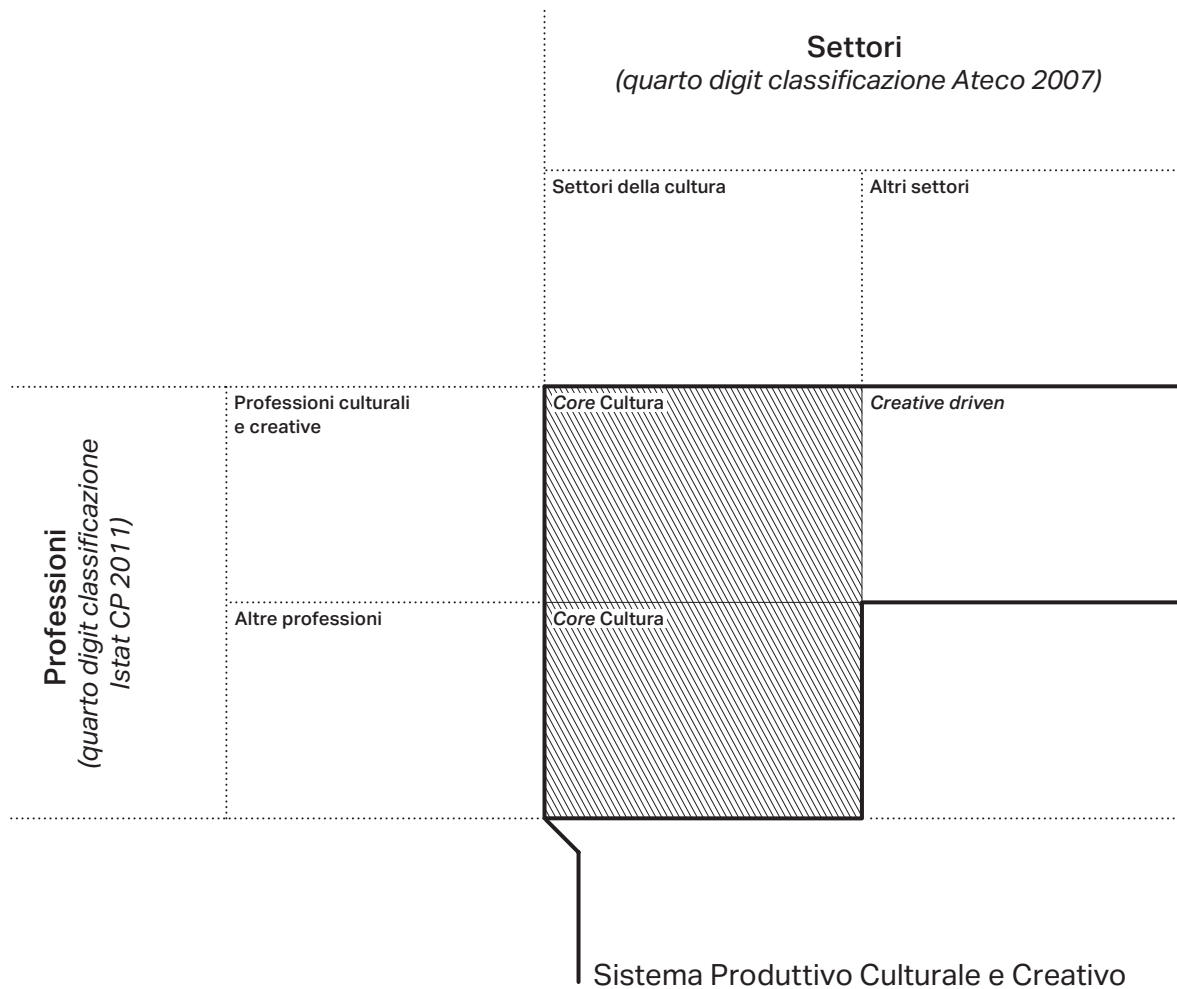 Settori
(quarto digit classificazione Ateco 2007)
Settori della cultura
Altri settori
Professioni
(quarto digit classificazione
Istat CP 2011)
Professioni culturali
e creative
Core Cultura
Creative driven
Altre professioni
Core Cultura
Sistema Produttivo Culturale e Creativo